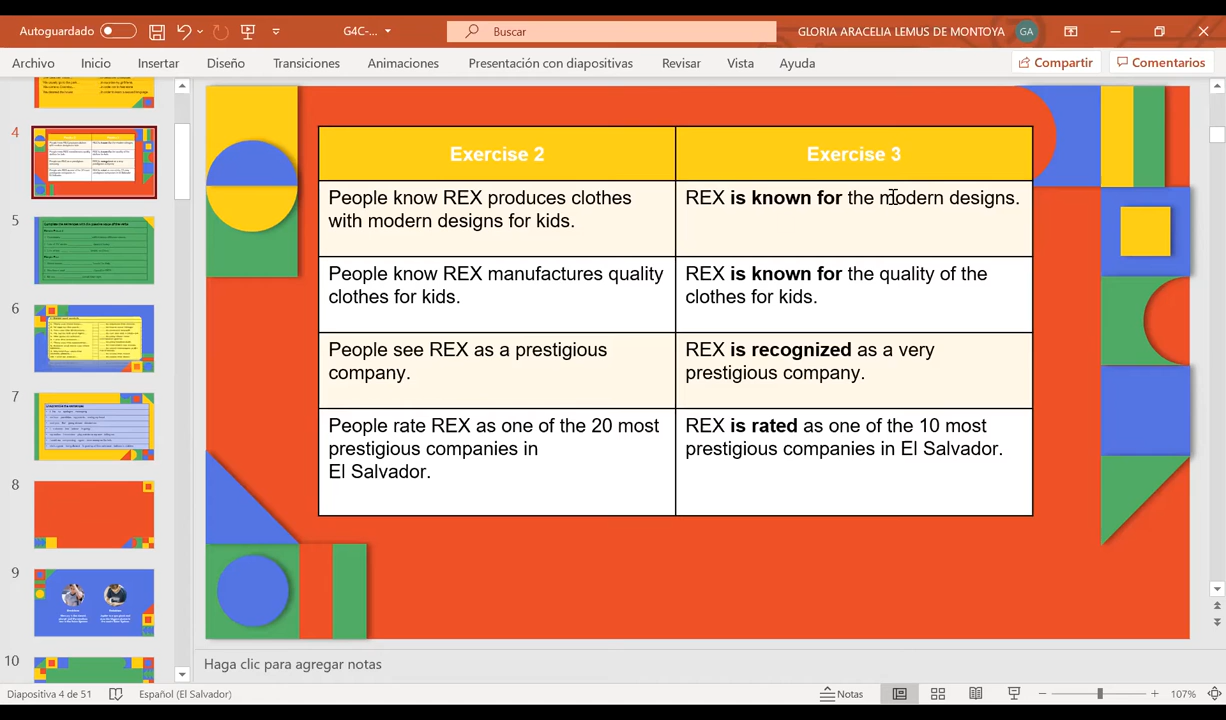 Autoguardado
G4C-...
Buscar
GLORIA ARACELIA LEMUS DE MONTOYA
GA
Archivo
Inicio
Insertar
Diseño
Transiciones
Animaciones
Presentación con diapositivas
Revisar
Vista
Ayuda
Compartir
Comentarios
4
5
6
7
8
9
10
Exercise 2
Exercise 3
People know REX produces clothes
with modern designs for kids.
REX is known for the modern designs.
People know REX manufactures quality
clothes for kids.
REX is known for the quality of the
clothes for kids.
People see REX as a prestigious
company.
REX is recognized as a very
prestigious company.
People rate REX as one of the 20 most
prestigious companies in
El Salvador.
REX is rated as one of the 10 most
prestigious companies in El Salvador.
Haga clic para agregar notas
Diapositiva 4 de 51
Español (El Salvador)
Notas
107%